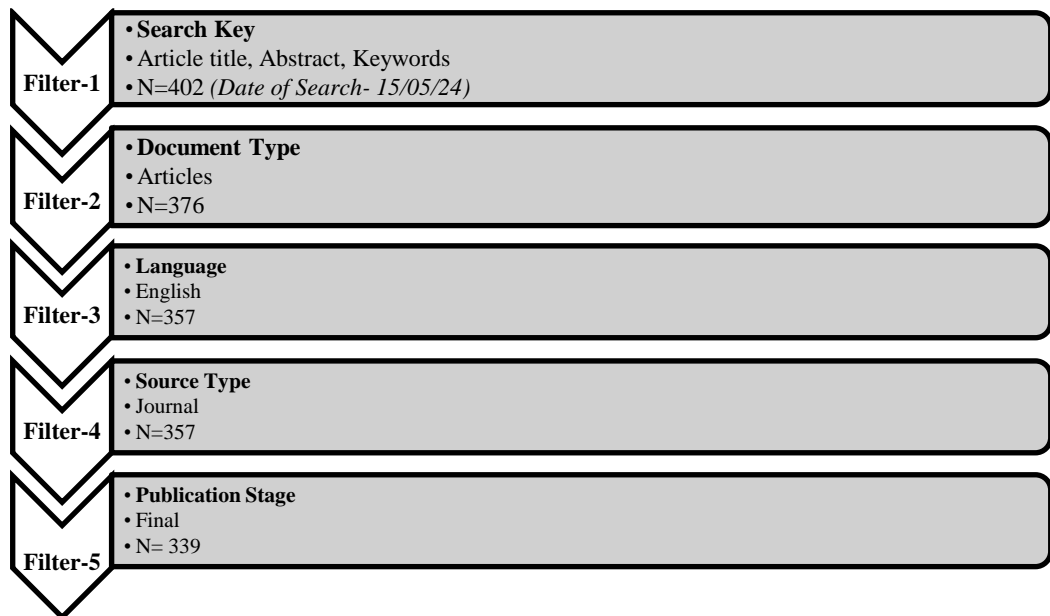 • Search Key
• Article title, Abstract, Keywords
Filter-1
• N=402 (Date of Search- 15/05/24)
• Document Type
• Articles
Filter-2
• N=376
• Language
• English
Filter-3
• N=357
• Source Type
• Journal
Filter-4
• N=357
• Publication Stage
• Final
• N= 339
Filter-5